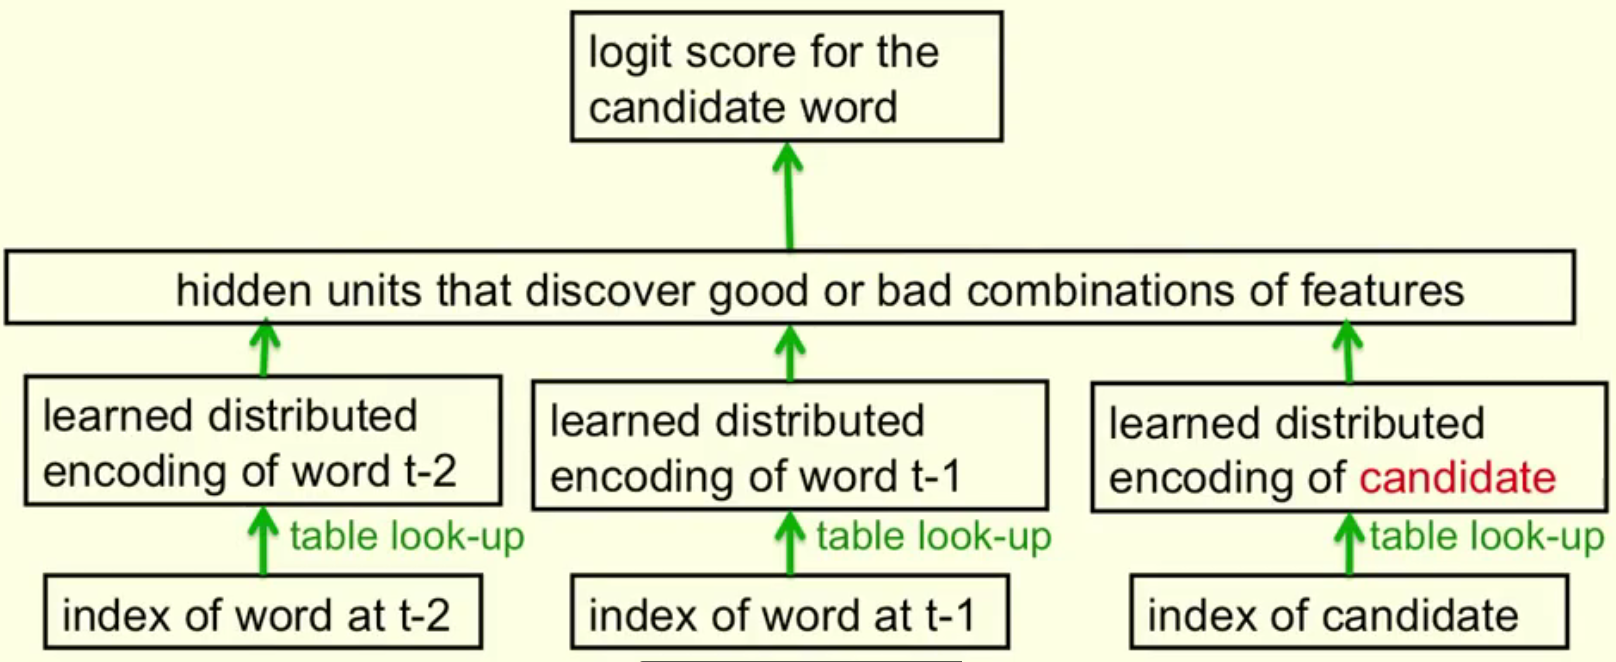 logit score for the
candidate word
hidden units that discover good or bad combinations of features
learned distributed
encoding of word t-2
learned distributed
encoding of word t-1
learned distributed
encoding of candidate
table look-up
table look-up
table look-up
index of word at t-2
index of word at t-1
index of candidate